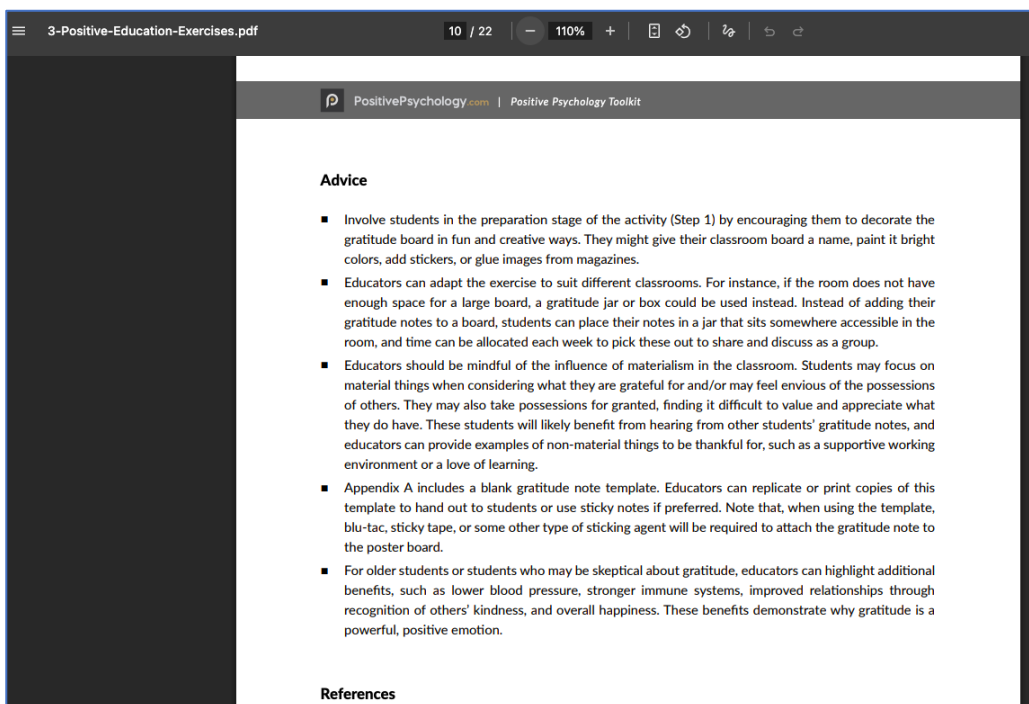 3-Positive-Education-Exercises.pdf
10 / 22
110%
PositivePsychology.com | Positive Psychology Toolkit
Advice
■ Involve students in the preparation stage of the activity (Step 1) by encouraging them to decorate the
gratitude board in fun and creative ways. They might give their classroom board a name, paint it bright
colors, add stickers, or glue images from magazines.
■ Educators can adapt the exercise to suit different classrooms. For instance, if the room does not have
enough space for a large board, a gratitude jar or box could be used instead. Instead of adding their
gratitude notes to a board, students can place their notes in a jar that sits somewhere accessible in the
room, and time can be allocated each week to pick these out to share and discuss as a group.
■ Educators should be mindful of the influence of materialism in the classroom. Students may focus on
material things when considering what they are grateful for and/or may feel envious of the possessions
of others. They may also take possessions for granted, finding it difficult to value and appreciate what
they do have. These students will likely benefit from hearing from other students’ gratitude notes, and
educators can provide examples of non-material things to be thankful for, such as a supportive working
environment or a love of learning.
■ Appendix A includes a blank gratitude note template. Educators can replicate or print copies of this
template to hand out to students or use sticky notes if preferred. Note that, when using the template,
blu-tac, sticky tape, or some other type of sticking agent will be required to attach the gratitude note to
the poster board.
■ For older students or students who may be skeptical about gratitude, educators can highlight additional
benefits, such as lower blood pressure, stronger immune systems, improved relationships through
recognition of others’ kindness, and overall happiness. These benefits demonstrate why gratitude is a
powerful, positive emotion.
References